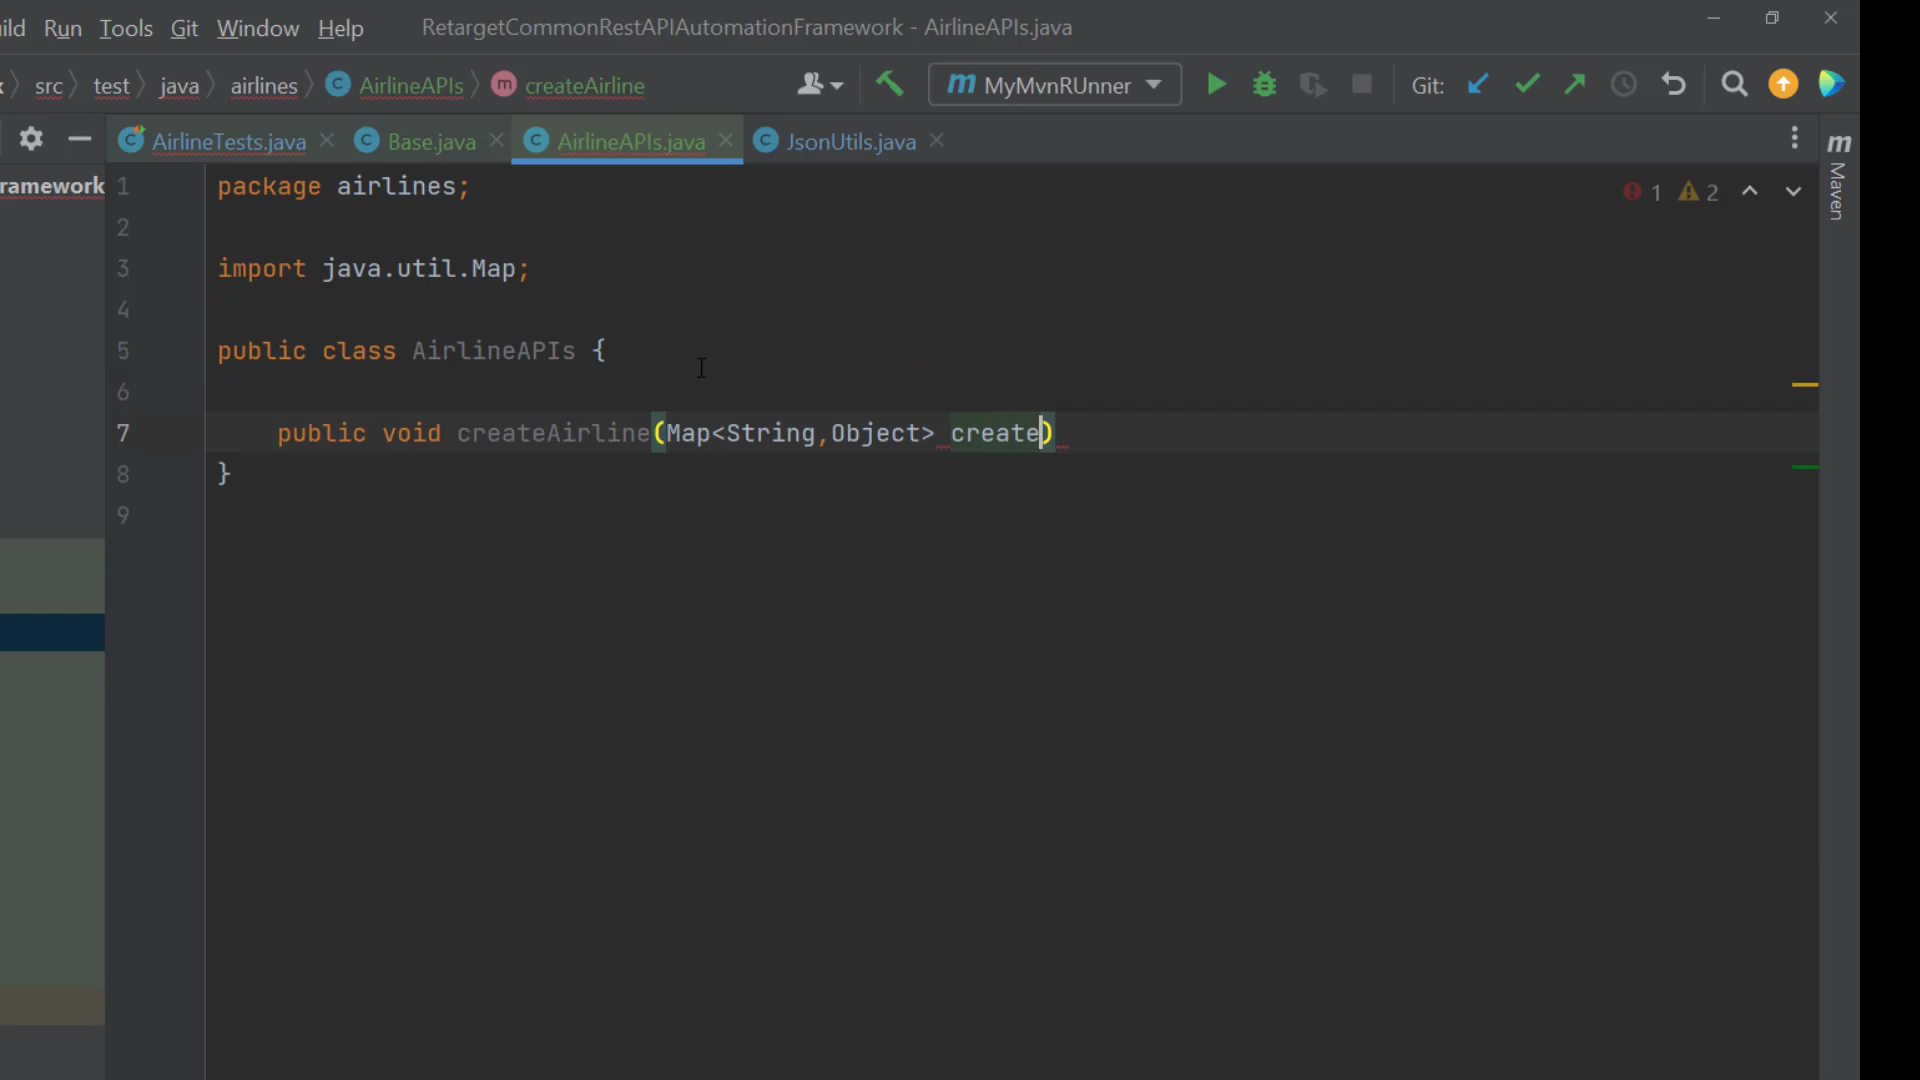 ild Run Tools Git Window Help RetargetCommonRestAPIAutomationFramework - AirlineAPIs.java
src test java airlines AirlineAPIs createAirline MyMvnRUnner Git:
AirlineTests.java Base.java AirlineAPIs.java JsonUtils.java
ramework
1 package airlines; 1 2
2
3 import java.util.Map;
4
5 public class AirlineAPIs {
6
7 public void createAirline(Map<String,Object> create)
8 }
9
m Maven